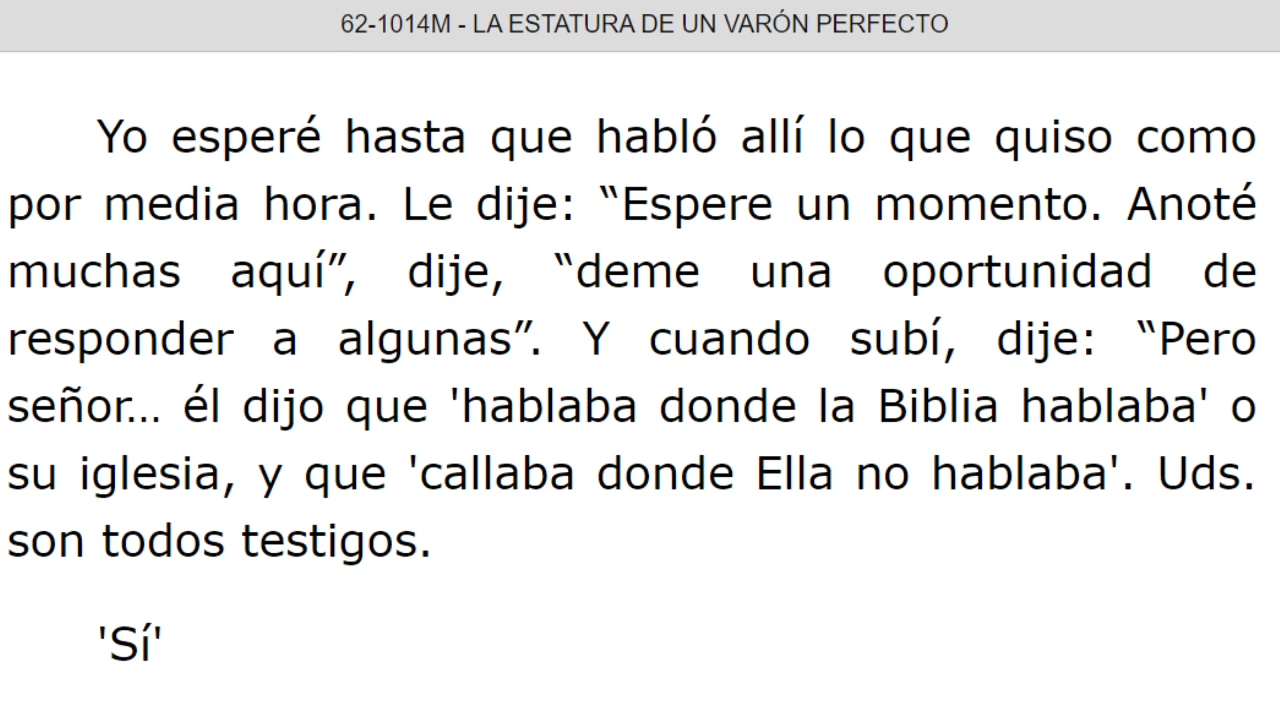 62-1014M - LA ESTATURA DE UN VARÓN PERFECTO
Yo esperé hasta que habló allí lo que quiso como
por media hora. Le dije: “Espere un momento. Anoté
muchas aquí”, dije, “deme una oportunidad de
responder a algunas”. Y cuando subí, dije: “Pero
señor... él dijo que 'hablaba donde la Biblia hablaba' o
su iglesia, y que 'callaba donde Ella no hablaba'. Uds.
son todos testigos.
'Sí'